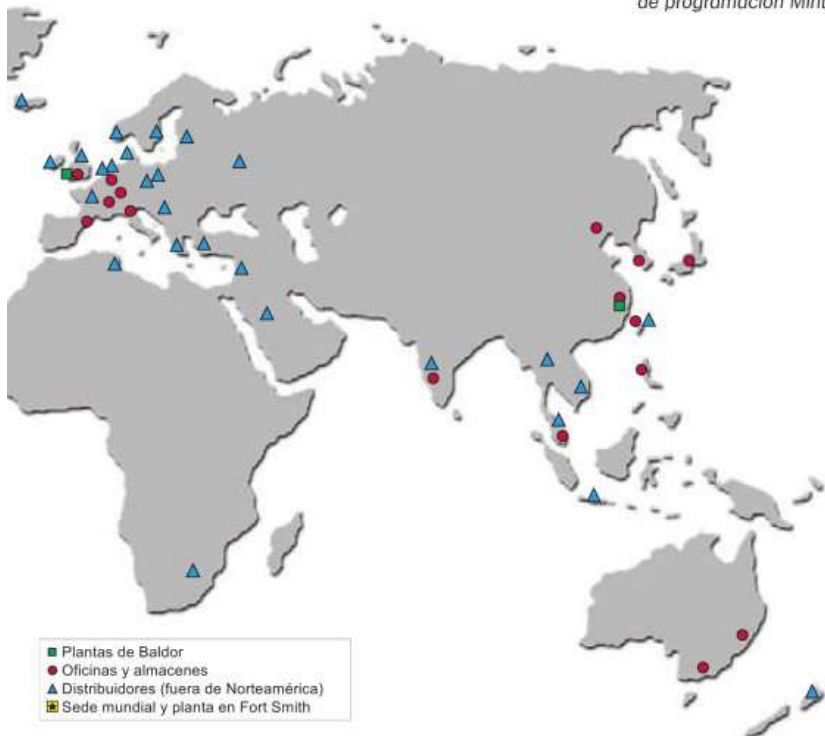 de programación Mint
Plantas de Baldor
Oficinas y almacenes
Distribuidores (fuera de Norteamérica)
Sede mundial y planta en Fort Smith